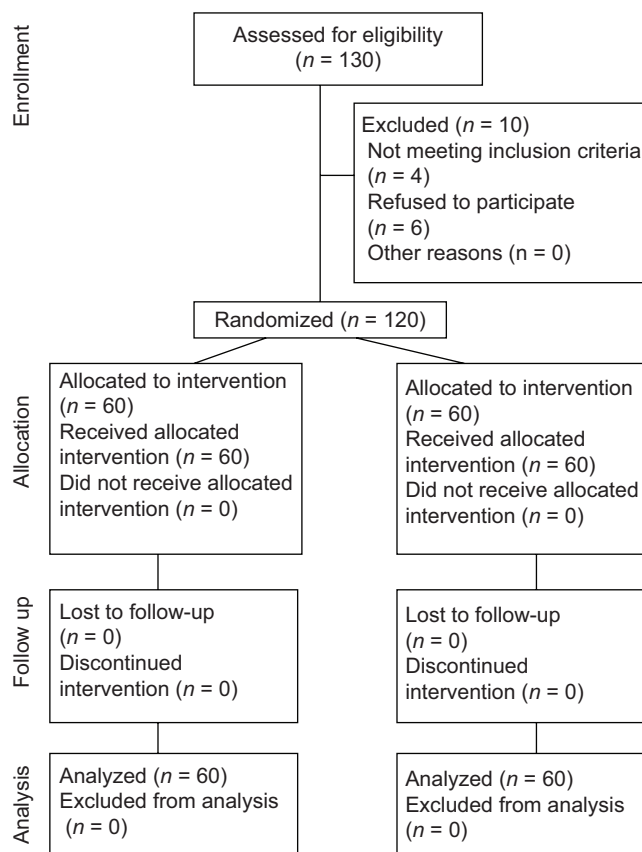 Enrollment
Assessed for eligibility
(n = 130)
Excluded (n = 10)
Not meeting inclusion criteria
(n = 4)
Refused to participate
(n = 6)
Other reasons (n = 0)
Randomized (n = 120)
Allocation
Allocated to intervention
(n = 60)
Received allocated
intervention (n = 60)
Did not receive allocated
intervention (n = 0)
Allocated to intervention
(n = 60)
Received allocated
intervention (n = 60)
Did not receive allocated
intervention (n = 0)
Follow up
Lost to follow-up
(n = 0)
Discontinued
intervention (n = 0)
Lost to follow-up
(n = 0)
Discontinued
intervention (n = 0)
Analysis
Analyzed (n = 60)
Excluded from analysis
(n = 0)
Analyzed (n = 60)
Excluded from analysis
(n = 0)